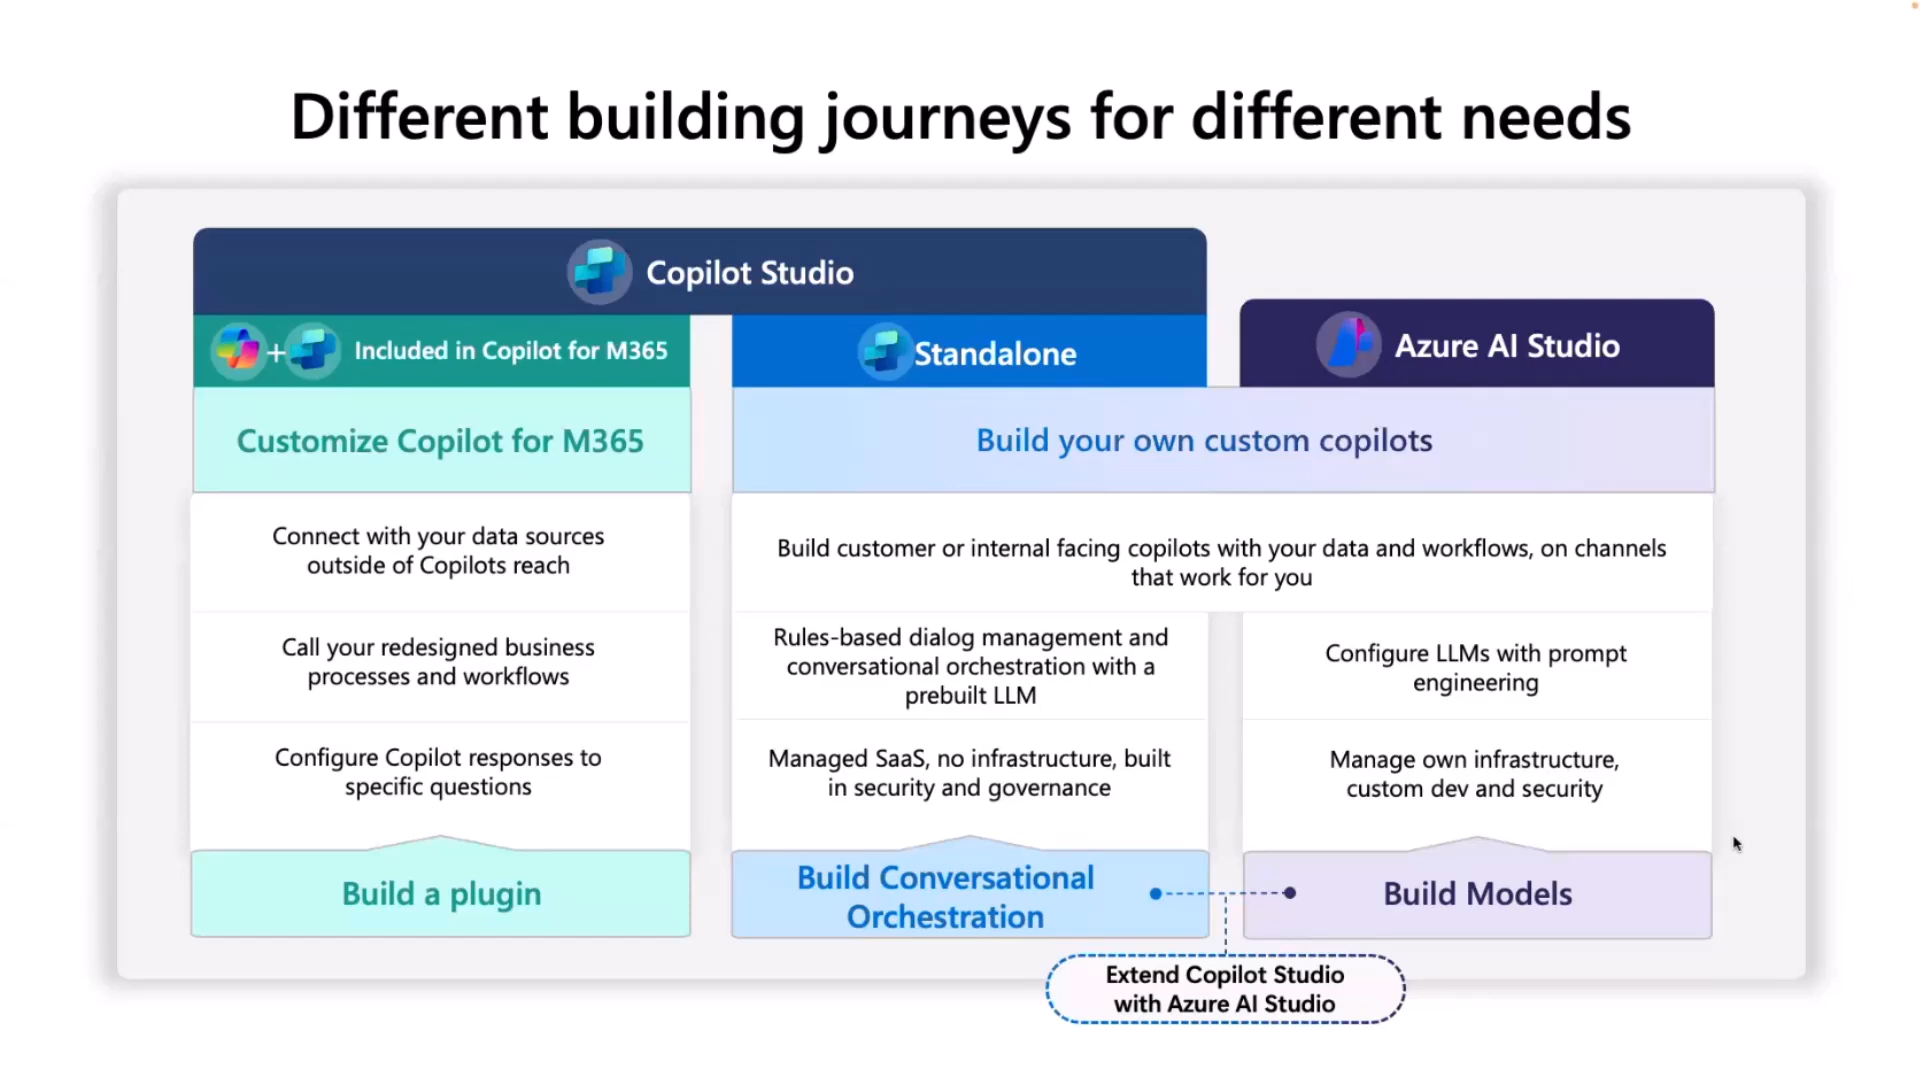 Different building journeys for different needs
Copilot Studio
+ Included in Copilot for M365
Standalone
Azure AI Studio
Customize Copilot for M365
Build your own custom copilots
Connect with your data sources
outside of Copilots reach
Build customer or internal facing copilots with your data and workflows, on channels
that work for you
Call your redesigned business
processes and workflows
Rules-based dialog management and
conversational orchestration with a
prebuilt LLM
Configure LLMs with prompt
engineering
Configure Copilot responses to
specific questions
Managed SaaS, no infrastructure, built
in security and governance
Manage own infrastructure,
custom dev and security
Build a plugin
Build Conversational
Orchestration
Build Models
Extend Copilot Studio
with Azure AI Studio